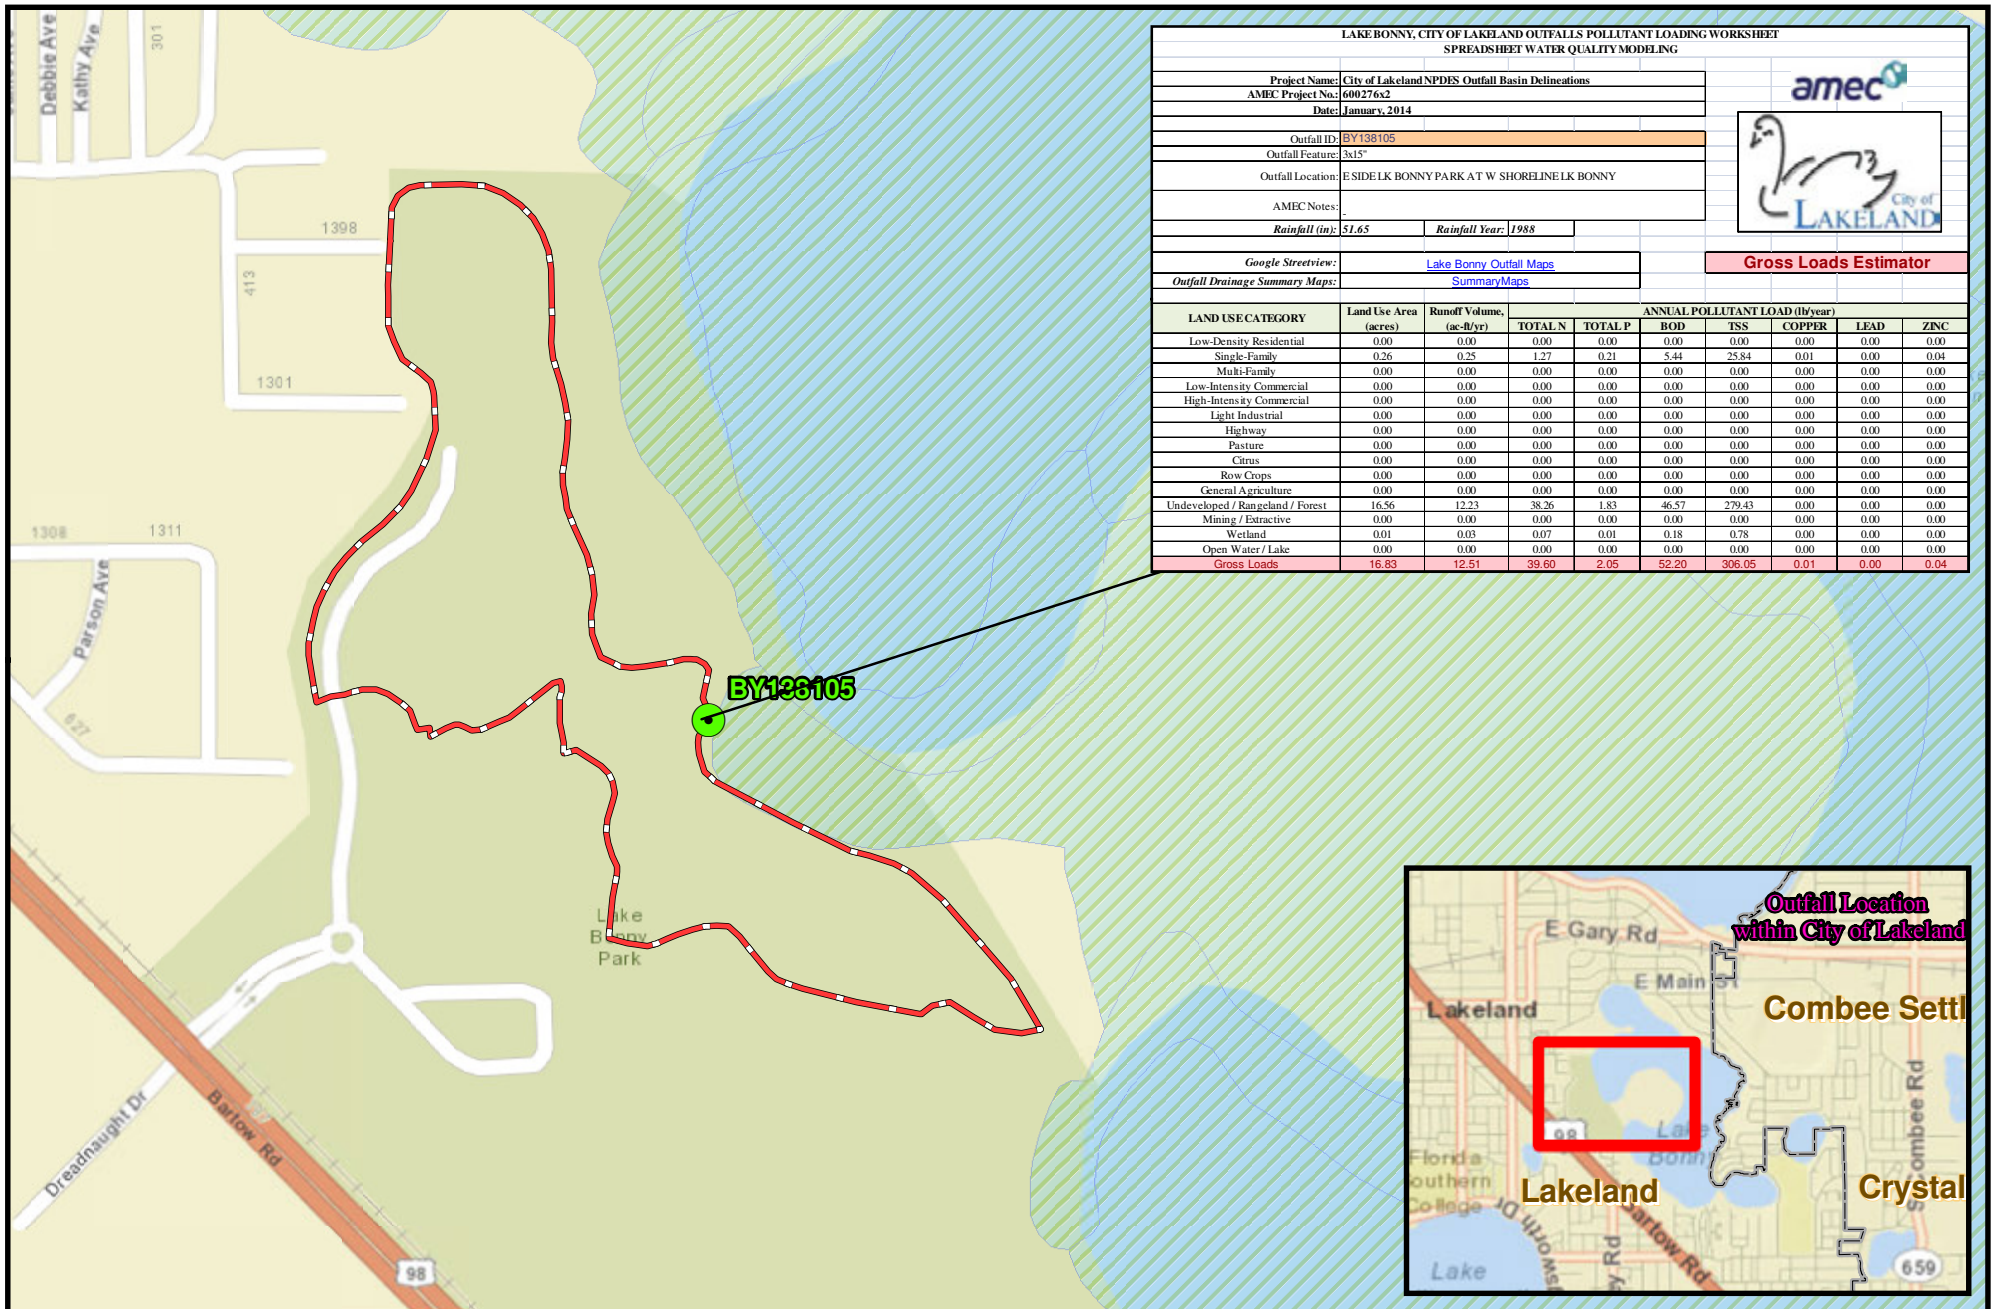 LAKE BONNY, CITY OF LAKELAND OUTFALLS POLLUTANT LOADING WORKSHEET
SPREADSHEET WATER QUALITY MODELING
Project Name: City of Lakeland NPDES Outfall Basin Delineations
AMEC Project No.: 600276x2
Date: January, 2014
amec
Outfall ID: BY138105
Outfall Feature: 3x15"
Outfall Location: E SIDE LK BONNY PARK AT W SHORELINE LK BONNY
AMEC Notes: -
City of
LAKELAND
Rainfall (in): 51.65 Rainfall Year: 1988
Google Streetview: Lake Bonny Outfall Maps
Gross Loads Estimator
Outfall Drainage Summary Maps: SummaryMaps
LAND USE CATEGORY Land Use Area (acres) Runoff Volume, (ac-ft/yr) ANNUAL POLLUTANT LOAD (lb/year)
TOTAL N TOTAL P BOD TSS COPPER LEAD ZINC
Low-Density Residential 0.00 0.00 0.00 0.00 0.00 0.00 0.00 0.00 0.00
Single-Family 0.26 0.25 1.27 0.21 5.44 25.84 0.01 0.00 0.04
Multi-Family 0.00 0.00 0.00 0.00 0.00 0.00 0.00 0.00 0.00
Low-Intensity Commercial 0.00 0.00 0.00 0.00 0.00 0.00 0.00 0.00 0.00
High-Intensity Commercial 0.00 0.00 0.00 0.00 0.00 0.00 0.00 0.00 0.00
Light Industrial 0.00 0.00 0.00 0.00 0.00 0.00 0.00 0.00 0.00
Highway 0.00 0.00 0.00 0.00 0.00 0.00 0.00 0.00 0.00
Pasture 0.00 0.00 0.00 0.00 0.00 0.00 0.00 0.00 0.00
Citrus 0.00 0.00 0.00 0.00 0.00 0.00 0.00 0.00 0.00
Row Crops 0.00 0.00 0.00 0.00 0.00 0.00 0.00 0.00 0.00
General Agriculture 0.00 0.00 0.00 0.00 0.00 0.00 0.00 0.00 0.00
Undeveloped / Rangeland / Forest 16.56 12.23 38.26 1.83 46.57 279.43 0.00 0.00 0.00
Mining / Extractive 0.00 0.00 0.00 0.00 0.00 0.00 0.00 0.00 0.00
Wetland 0.01 0.03 0.07 0.01 0.18 0.78 0.00 0.00 0.00
Open Water / Lake 0.00 0.00 0.00 0.00 0.00 0.00 0.00 0.00 0.00
Gross Loads 16.83 12.51 39.60 2.05 52.20 306.05 0.01 0.00 0.04
Debbie Ave
Kathy Ave
301
1398
413
1301
1308
1311
Parson Ave
627
BY138105
Lake
Bonny
Park
Dreadnaught Dr
Bartow Rd
98
Outfall Location
within City of Lakeland
E Gary Rd
E Main St
Lakeland
Combee Settl
98
Lake
Bonny
Florida
outhern
College
Lakeland
Crystal
S Combee Rd
Bartow Rd
worth Dr
y Rd
Lake
659